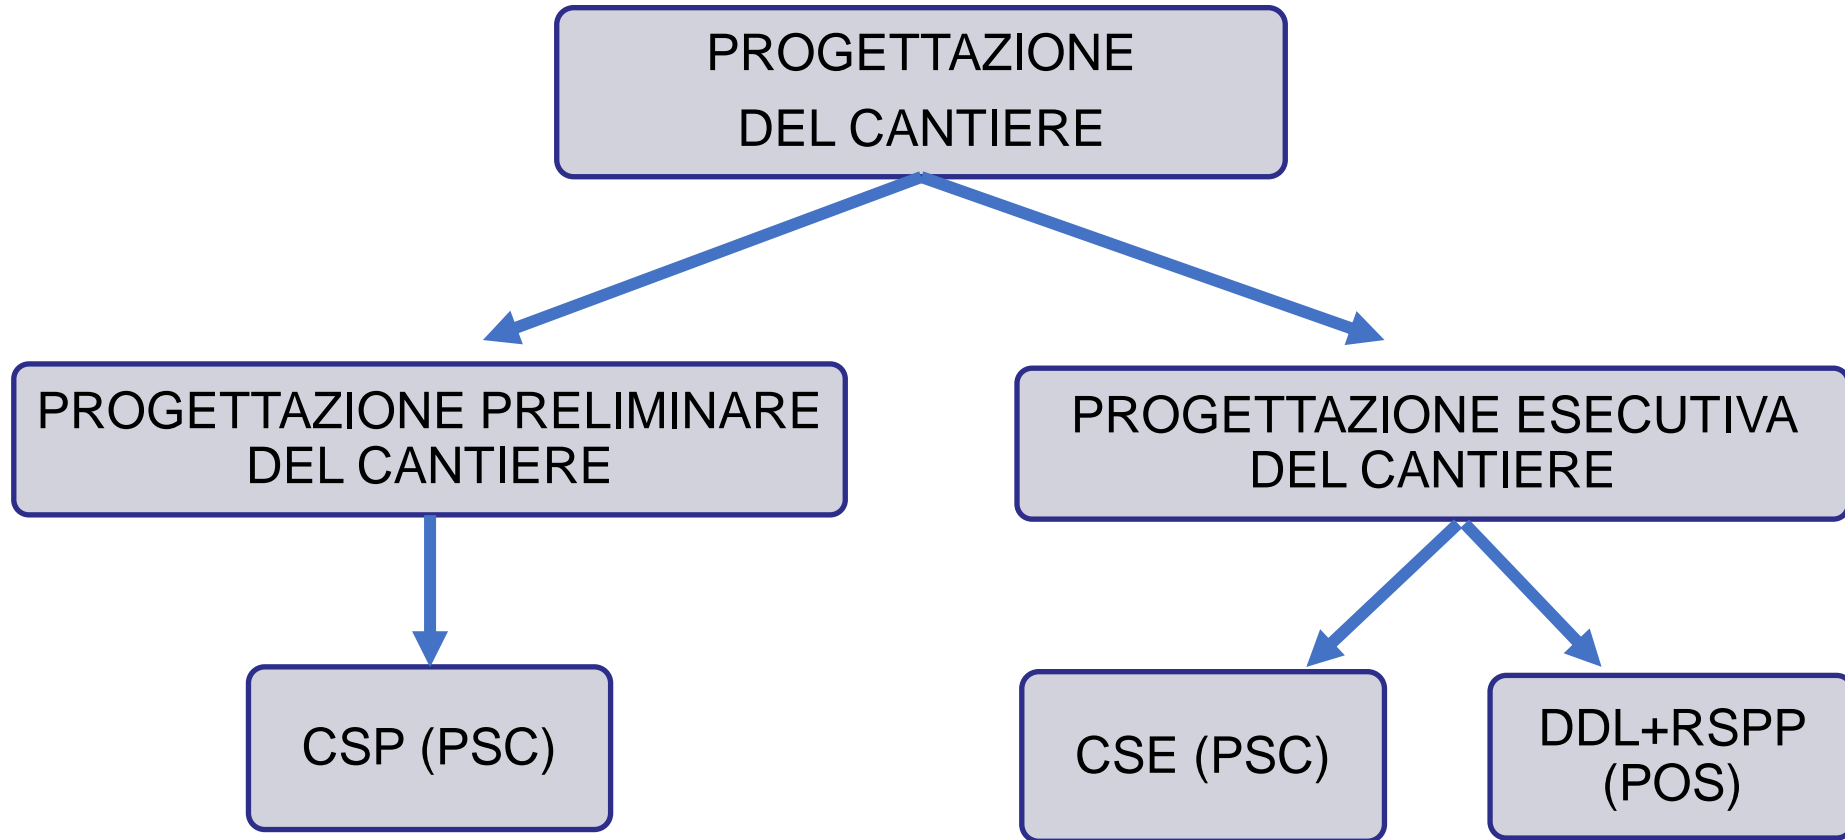 PROGETTAZIONE
DEL CANTIERE
PROGETTAZIONE PRELIMINARE
DEL CANTIERE
PROGETTAZIONE ESECUTIVA
DEL CANTIERE
CSP (PSC)
CSE (PSC)
DDL+RSPP
(POS)